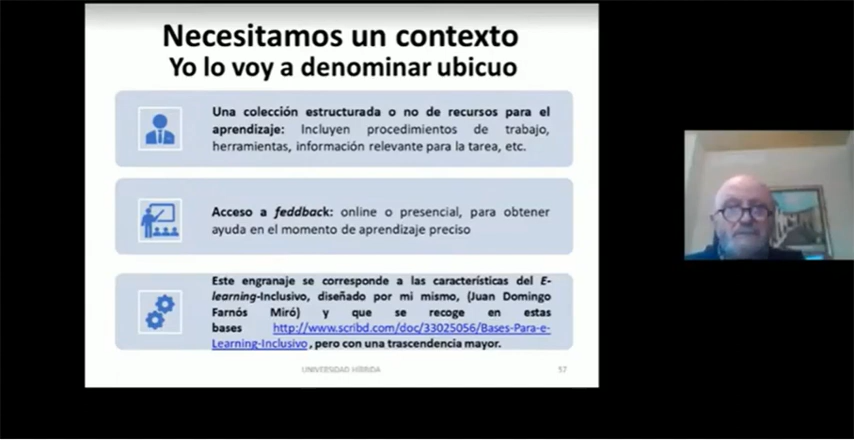 Necesitamos un contexto
Yo lo voy a denominar ubicuo
Una colección estructurada o no de recursos para el
aprendizaje: Incluyen procedimientos de trabajo,
herramientas, información relevante para la tarea, etc.
Acceso a feddback: online o presencial, para obtener
ayuda en el momento de aprendizaje preciso
Este engranaje se corresponde a las características del E-
learning-Inclusivo, diseñado por mi mismo, (Juan Domingo
Farnós Miró) y que se recoge en estas
bases http://www.scribd.com/doc/33025056/Bases-Para-e-
Learning-Inclusivo, pero con una trascendencia mayor.
UNIVERSIDAD HÍBRIDA 57